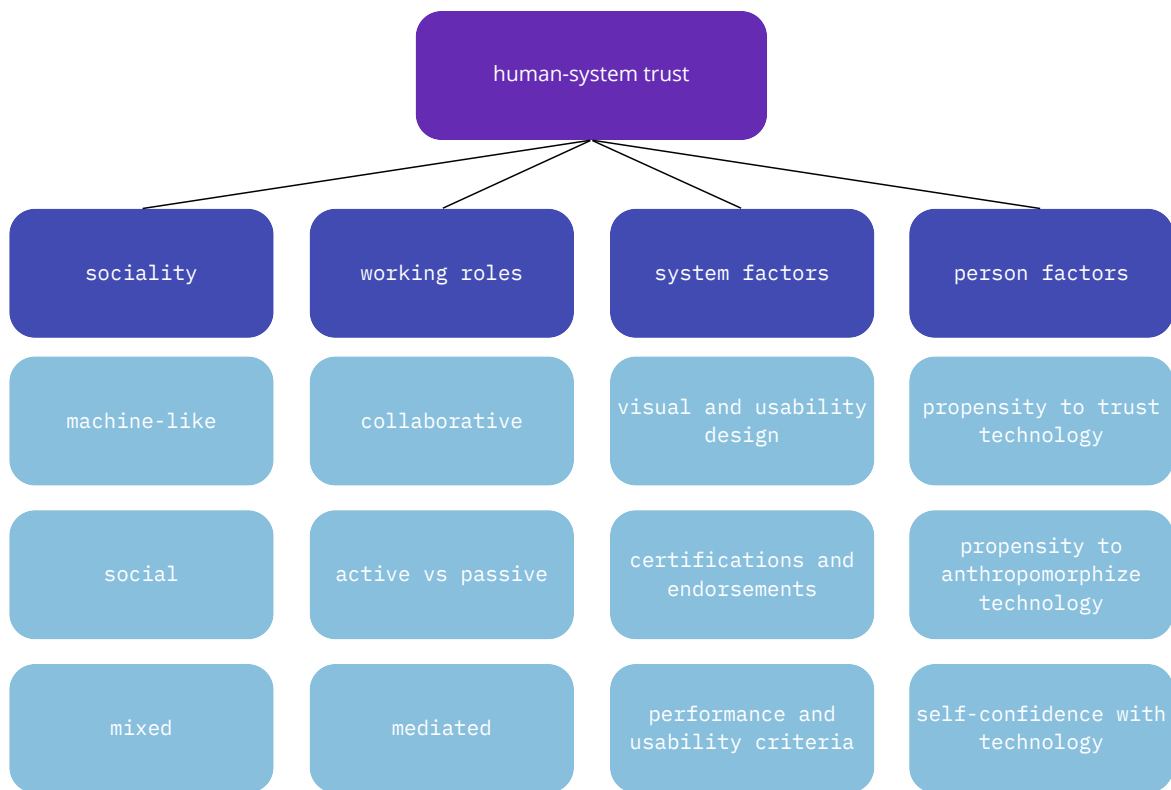 human-system trust
sociality
working roles
system factors
person factors
machine-like
collaborative
visual and usability
design
propensity to trust
technology
social
active vs passive
certifications and
endorsements
propensity to
anthropomorphize
technology
mixed
mediated
performance and
usability criteria
self-confidence with
technology